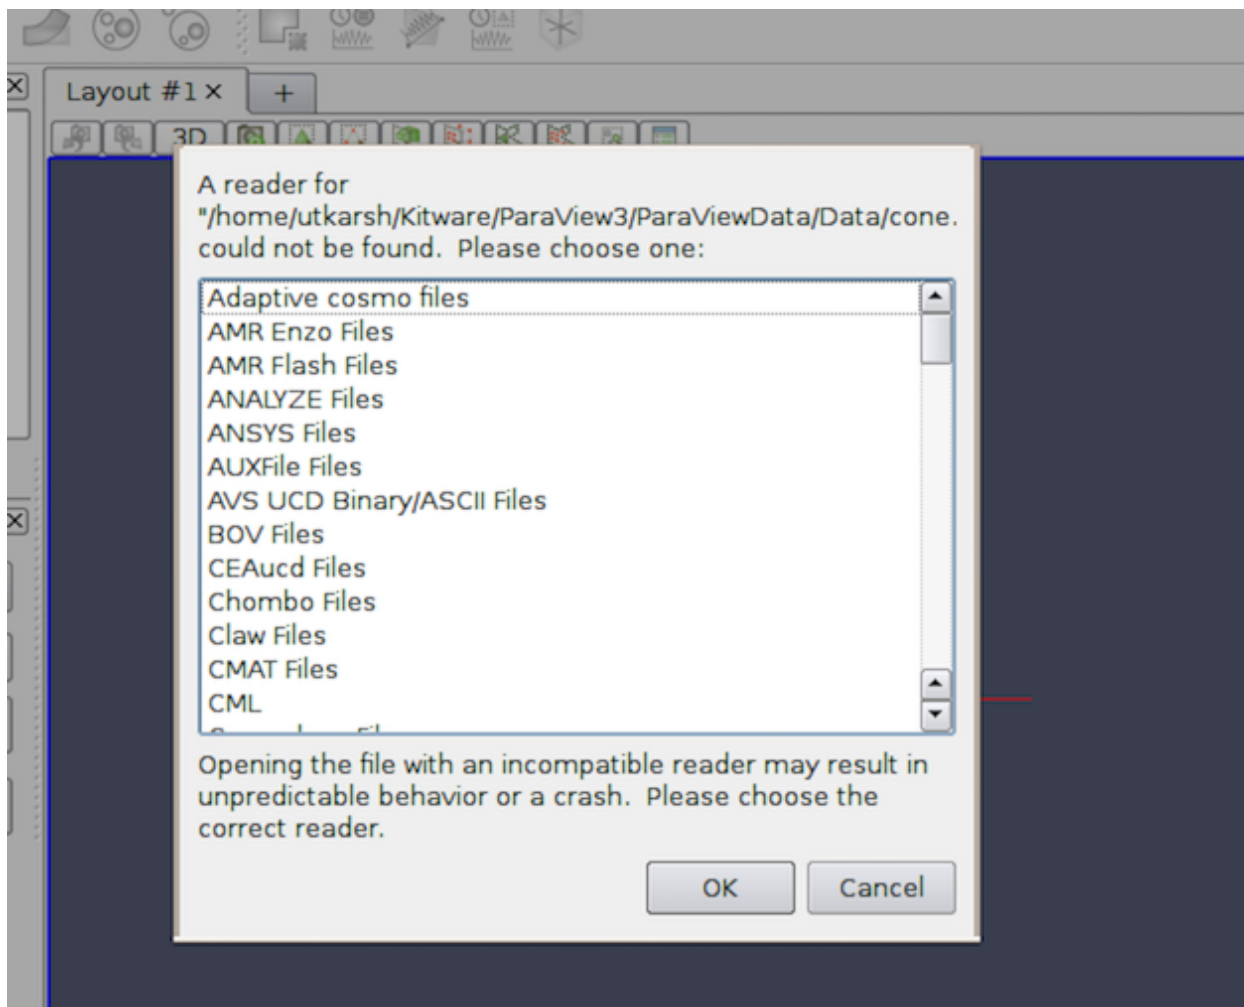 Layout #1 ×
+
3D
A reader for
"/home/utkarsh/Kitware/ParaView3/ParaViewData/Data/cone.
could not be found.  Please choose one:
Adaptive cosmo files
AMR Enzo Files
AMR Flash Files
ANALYZE Files
ANSYS Files
AUXFile Files
AVS UCD Binary/ASCII Files
BOV Files
CEAucd Files
Chombo Files
Claw Files
CMAT Files
CML
Opening the file with an incompatible reader may result in
unpredictable behavior or a crash.  Please choose the
correct reader.
OK
Cancel